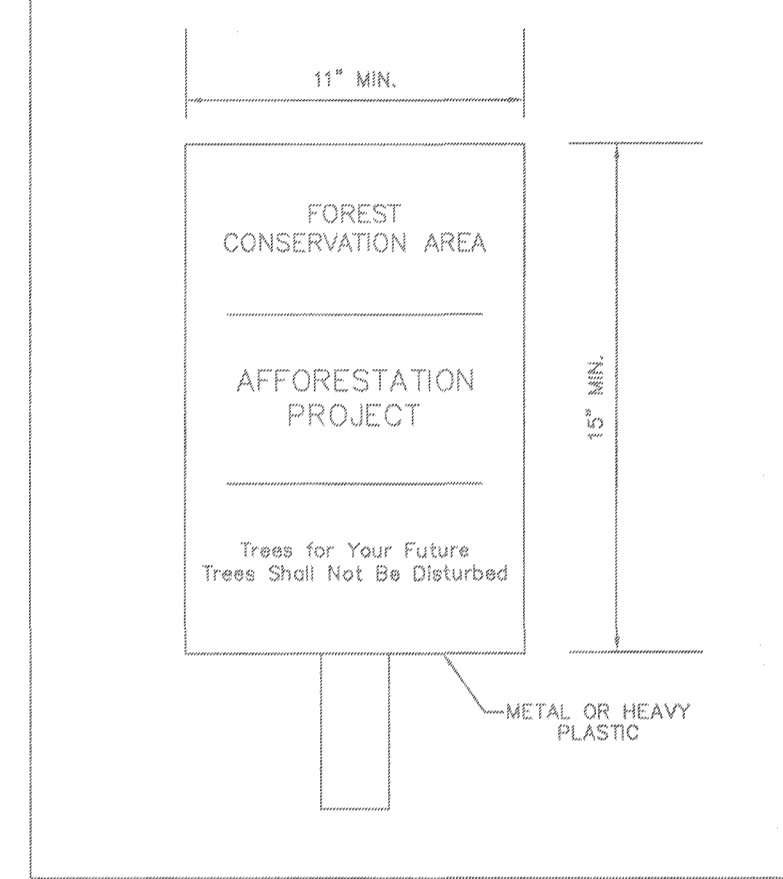 11" MIN.
FOREST
CONSERVATION AREA
AFFORESTATION
PROJECT
15" MIN.
Trees for Your Future
Trees Shall Not Be Disturbed
METAL OR HEAVY
PLASTIC